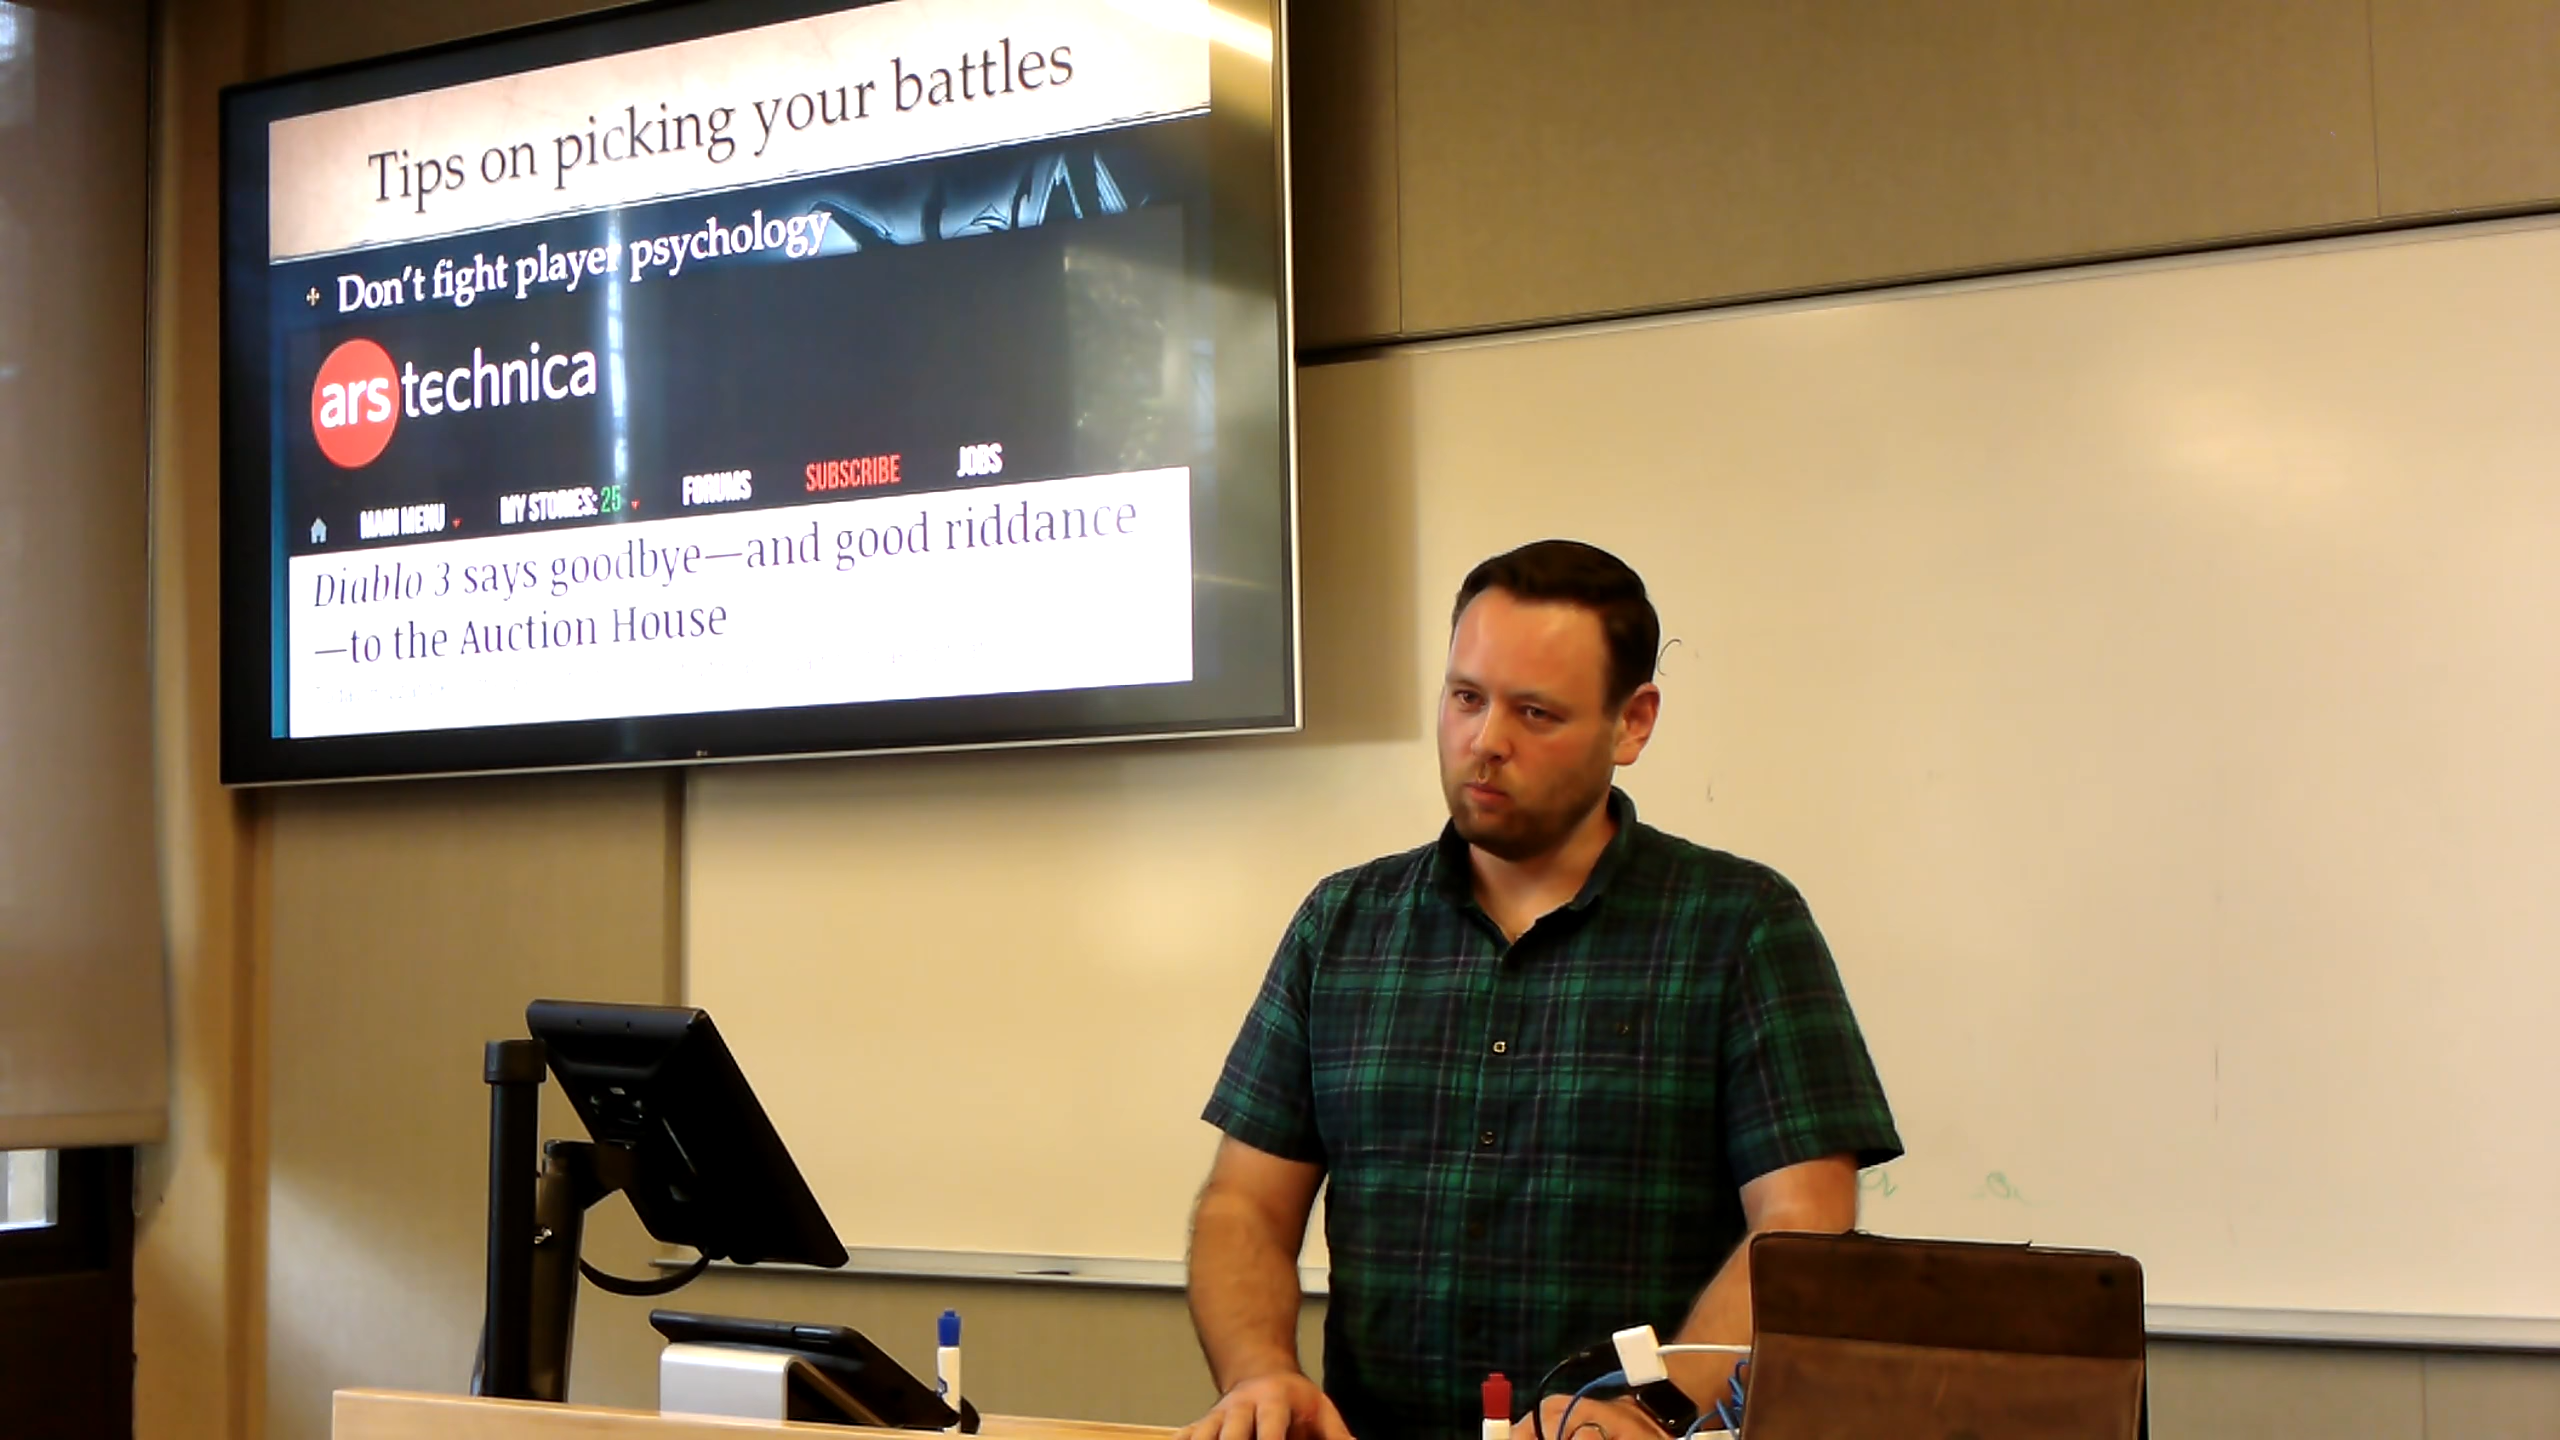 Tips on picking your battles
Don't fight player psychology
ars technica
MAIN MENU MY STORIES: 25 FORUMS SUBSCRIBE JOBS
Diablo 3 says goodbye—and good riddance
—to the Auction House